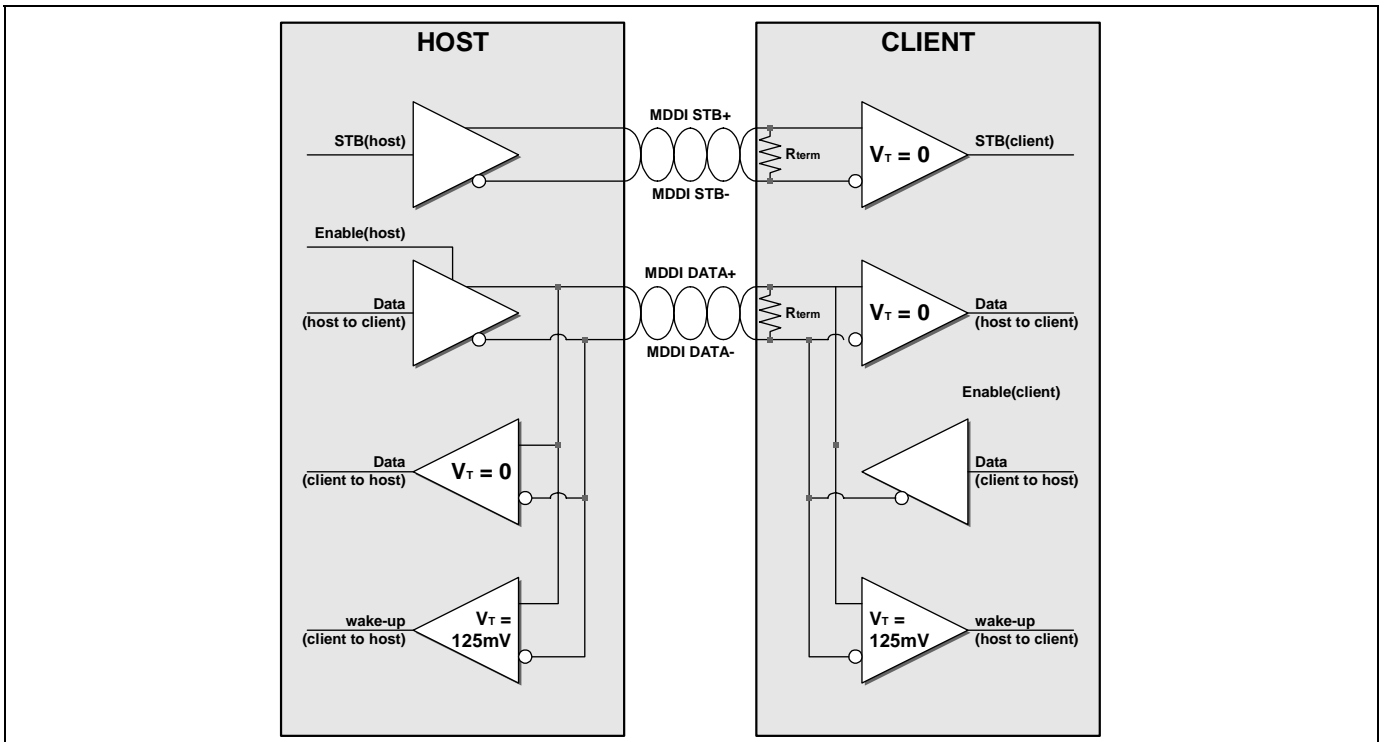 HOST
CLIENT
MDDI STB+
STB(host)
Rterm
VT = 0
STB(client)
MDDI STB-
Enable(host)
MDDI DATA+
Data
(host to client)
Rterm
VT = 0
Data
(host to client)
MDDI DATA-
Enable(client)
Data
(client to host)
VT = 0
Data
(client to host)
wake-up
(client to host)
VT =
125mV
VT =
125mV
wake-up
(host to client)